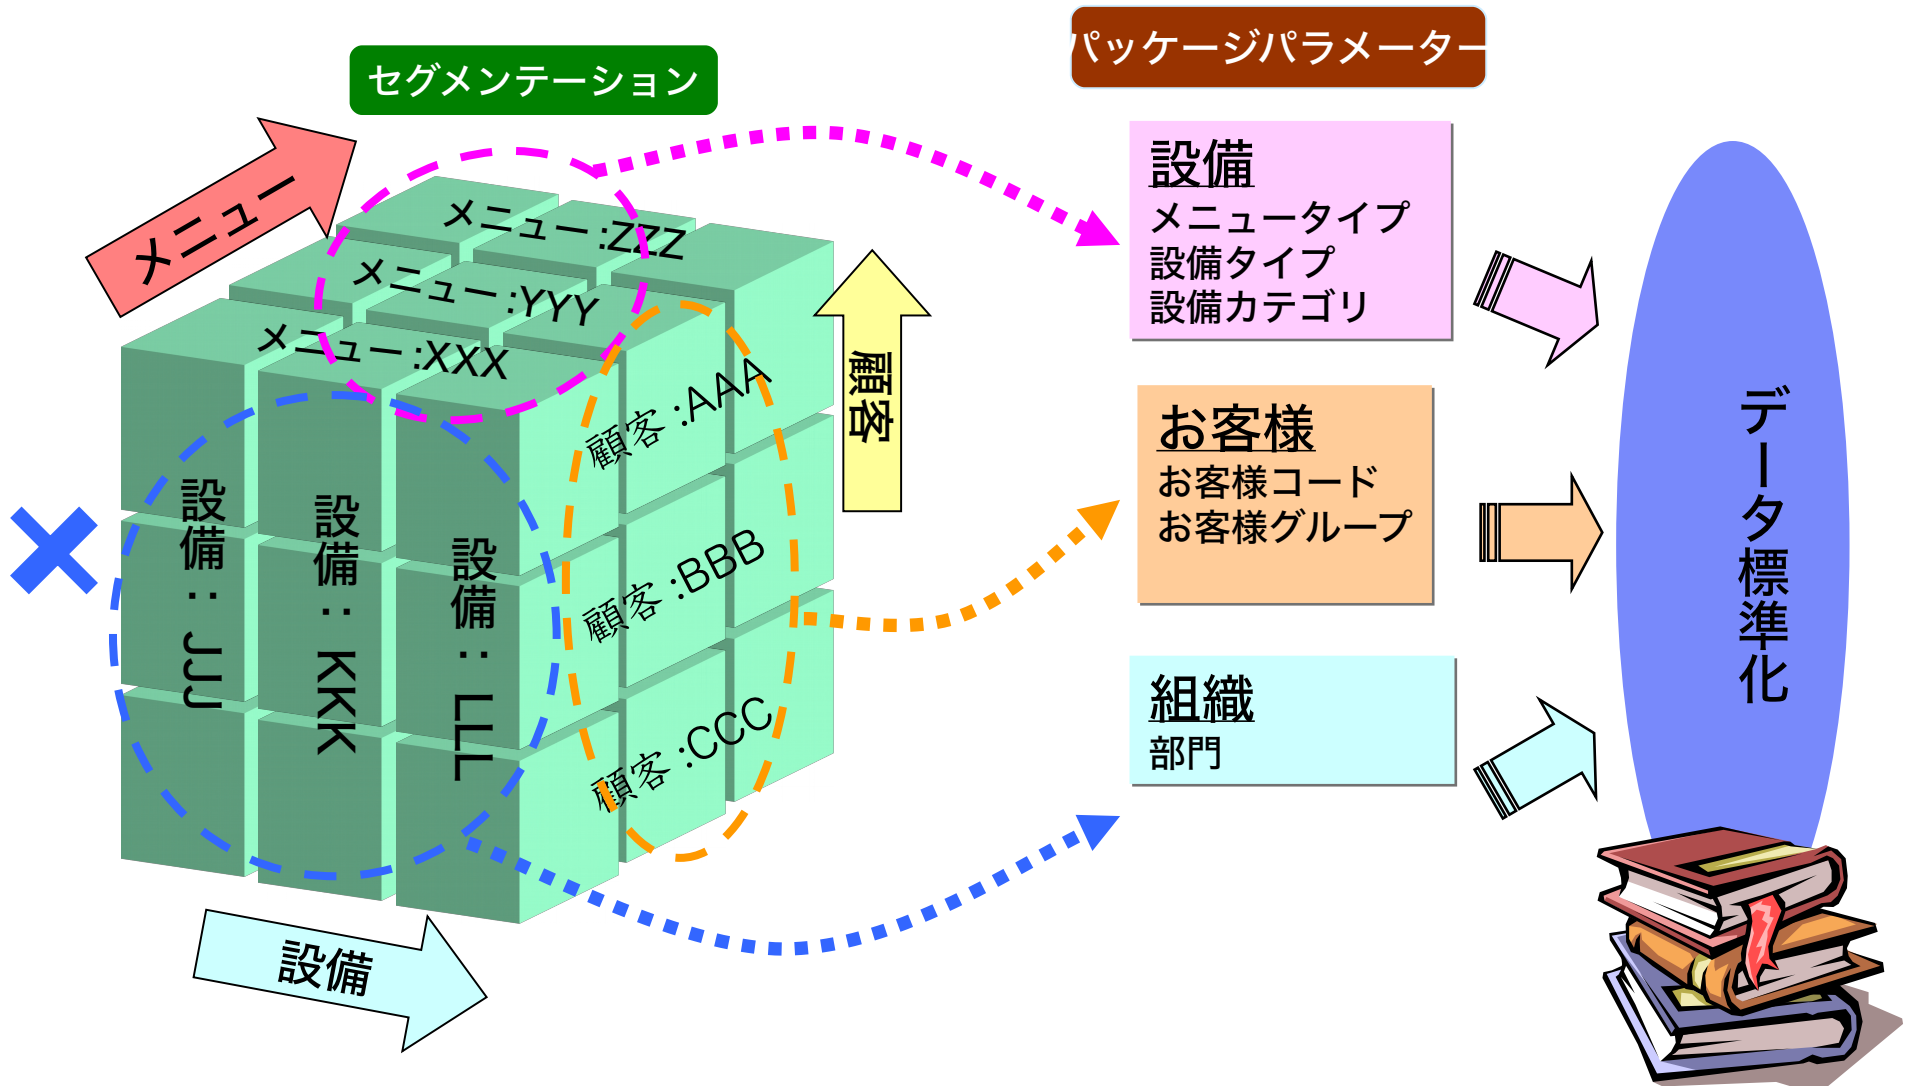 セグメンテーション
パッケージパラメーター
メニュー
メニュー:ZZZ
メニュー:YYY
メニュー:XXX
顧客
顧客:AAA
顧客:BBB
顧客:CCC
設備:JJJ
設備:KKK
設備:LLL
設備
設備
メニュータイプ
設備タイプ
設備カテゴリ
お客様
お客様コード
お客様グループ
組織
部門
データ標準化